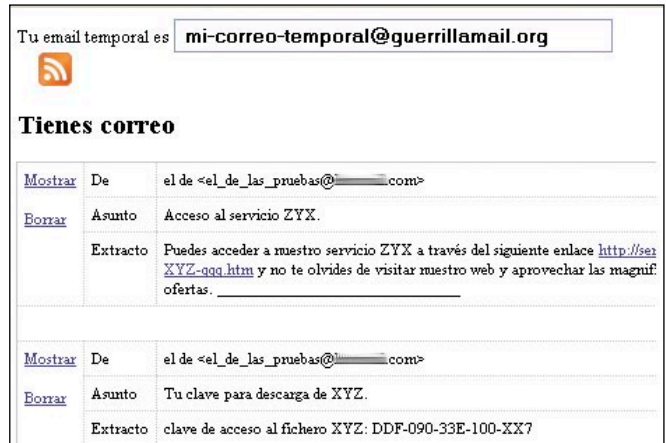 Tu email temporal es mi-correo-temporal@guerrillamail.org
Tienes correo
Mostrar De el de <el_de_las_pruebas@ .com>
Borrar Asunto Acceso al servicio ZYX.
Extracto Puedes acceder a nuestro servicio ZYX a través del siguiente enlace http://ser
XYZ-qqq.htm y no te olvides de visitar nuestro web y aprovechar las magnif
ofertas.
Mostrar De el de <el_de_las_pruebas@ .com>
Borrar Asunto Tu clave para descarga de XYZ.
Extracto clave de acceso al fichero XYZ: DDF-090-33E-100-XX7